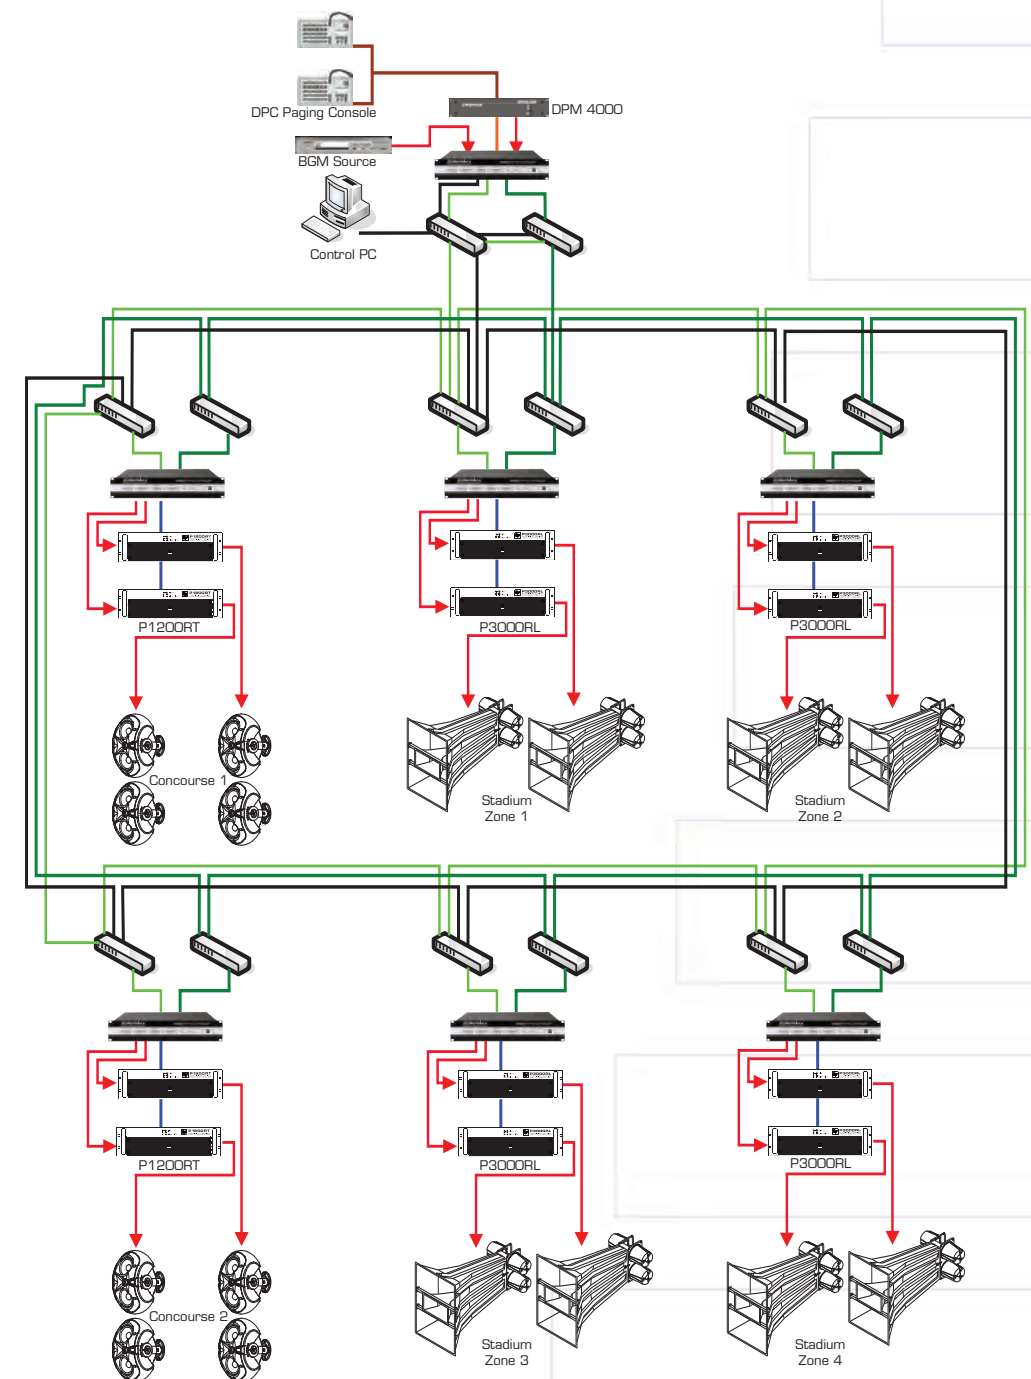 DPC Paging Console
DPM 4000
BGM Source
Control PC
P1200RT
P3000RL
P3000RL
Concourse 1
Stadium
Zone 1
Stadium
Zone 2
P1200RT
P3000RL
P3000RL
Concourse 2
Stadium
Zone 3
Stadium
Zone 4